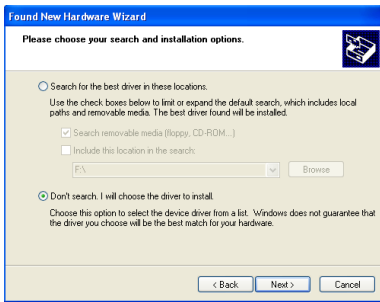 Found New Hardware Wizard
Please choose your search and installation options.
Search for the best driver in these locations.
Use the check boxes below to limit or expand the default search, which includes local
paths and removable media. The best driver found will be installed.
Search removable media (floppy, CD-ROM...)
Include this location in the search:
F:\
Browse
Don't search. I will choose the driver to install.
Choose this option to select the device driver from a list. Windows does not guarantee that
the driver you choose will be the best match for your hardware.
< Back
Next >
Cancel